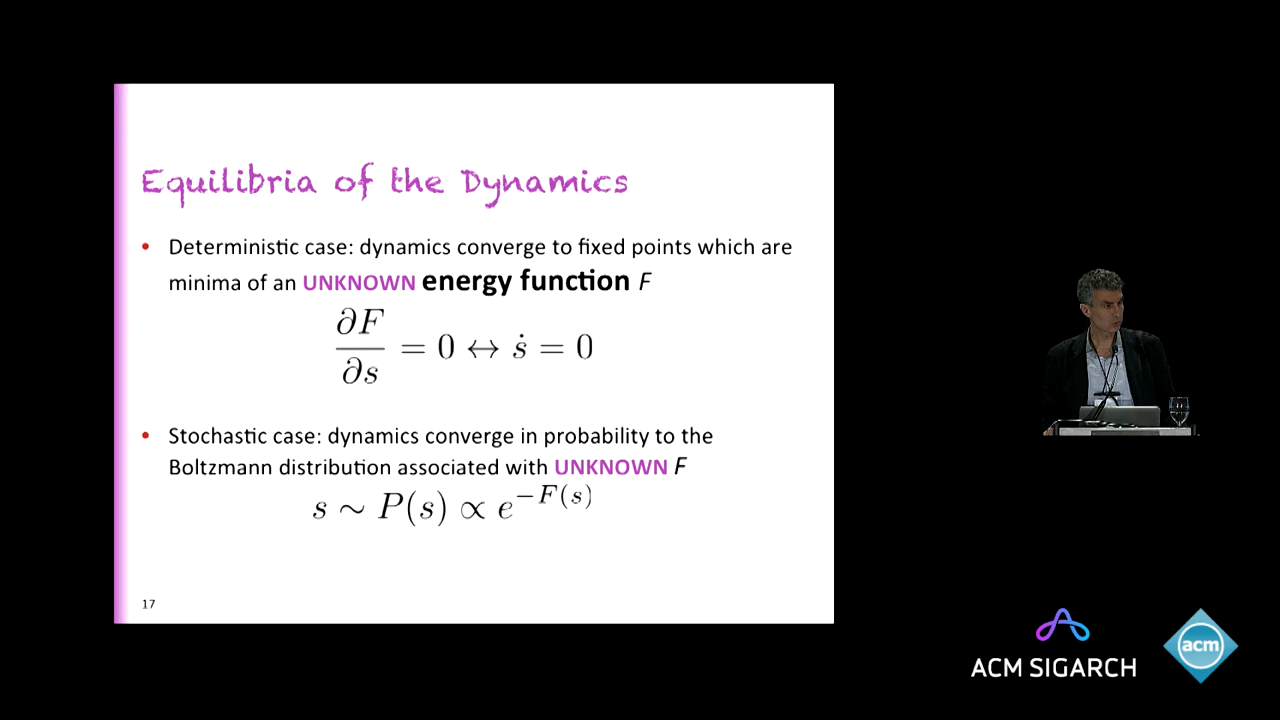 Equilibria of the Dynamics
• Deterministic case: dynamics converge to fixed points which are
minima of an UNKNOWN energy function F
∂F/∂s = 0 ↔ ṡ = 0
• Stochastic case: dynamics converge in probability to the
Boltzmann distribution associated with UNKNOWN F
s ∼ P(s) ∝ e^{−F(s)}
17
ACM SIGARCH
acm